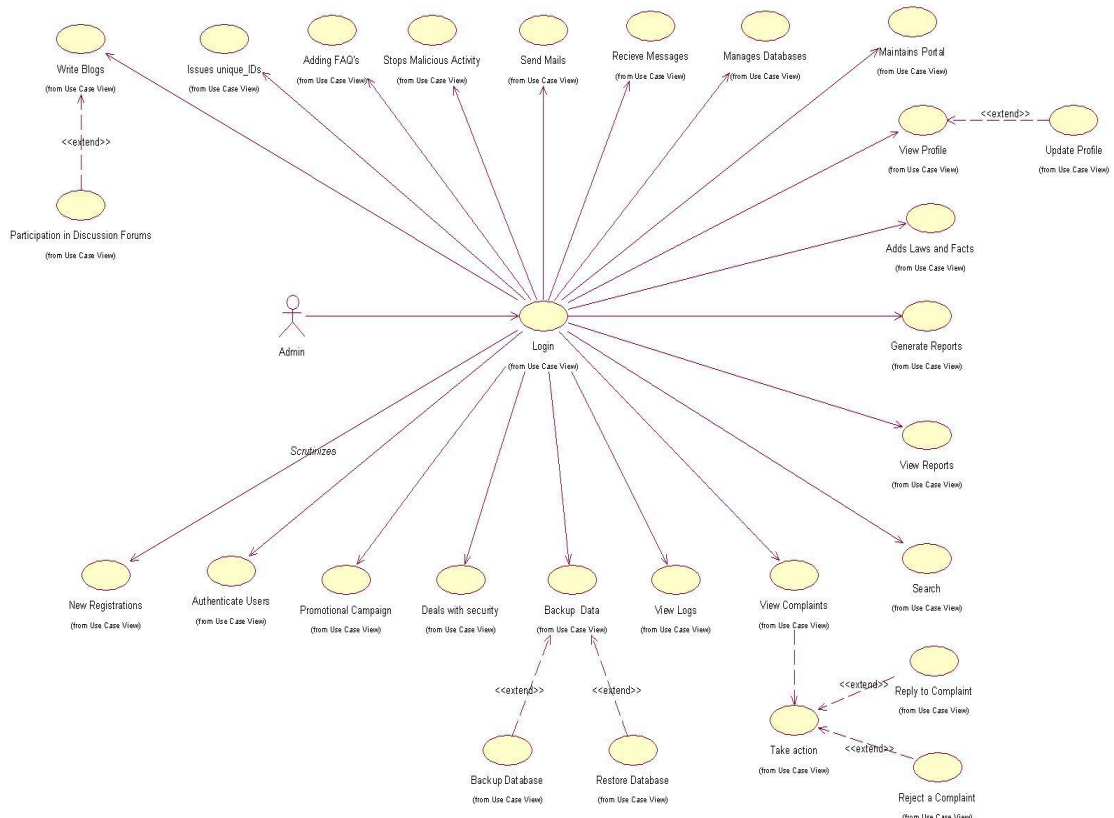 Write Blogs
(from Use Case View)
Issues unique_IDs
(from Use Case View)
Adding FAQ's
(from Use Case View)
Stops Malicious Activity
(from Use Case View)
Send Mails
(from Use Case View)
Recieve Messages
(from Use Case View)
Manages Databases
(from Use Case View)
Maintains Portal
(from Use Case View)
<<extend>>
View Profile
(from Use Case View)
<<extend>>
Update Profile
(from Use Case View)
Participation in Discussion Forums
(from Use Case View)
Adds Laws and Facts
(from Use Case View)
Admin
Login
(from Use Case View)
Generate Reports
(from Use Case View)
Scrutinizes
View Reports
(from Use Case View)
New Registrations
(from Use Case View)
Authenticate Users
(from Use Case View)
Promotional Campaign
(from Use Case View)
Deals with security
(from Use Case View)
Backup Data
(from Use Case View)
View Logs
(from Use Case View)
View Complaints
(from Use Case View)
Search
(from Use Case View)
<<extend>>
<<extend>>
<<extend>>
Reply to Complaint
(from Use Case View)
Backup Database
(from Use Case View)
Restore Database
(from Use Case View)
Take action
(from Use Case View)
<<extend>>
Reject a Complaint
(from Use Case View)